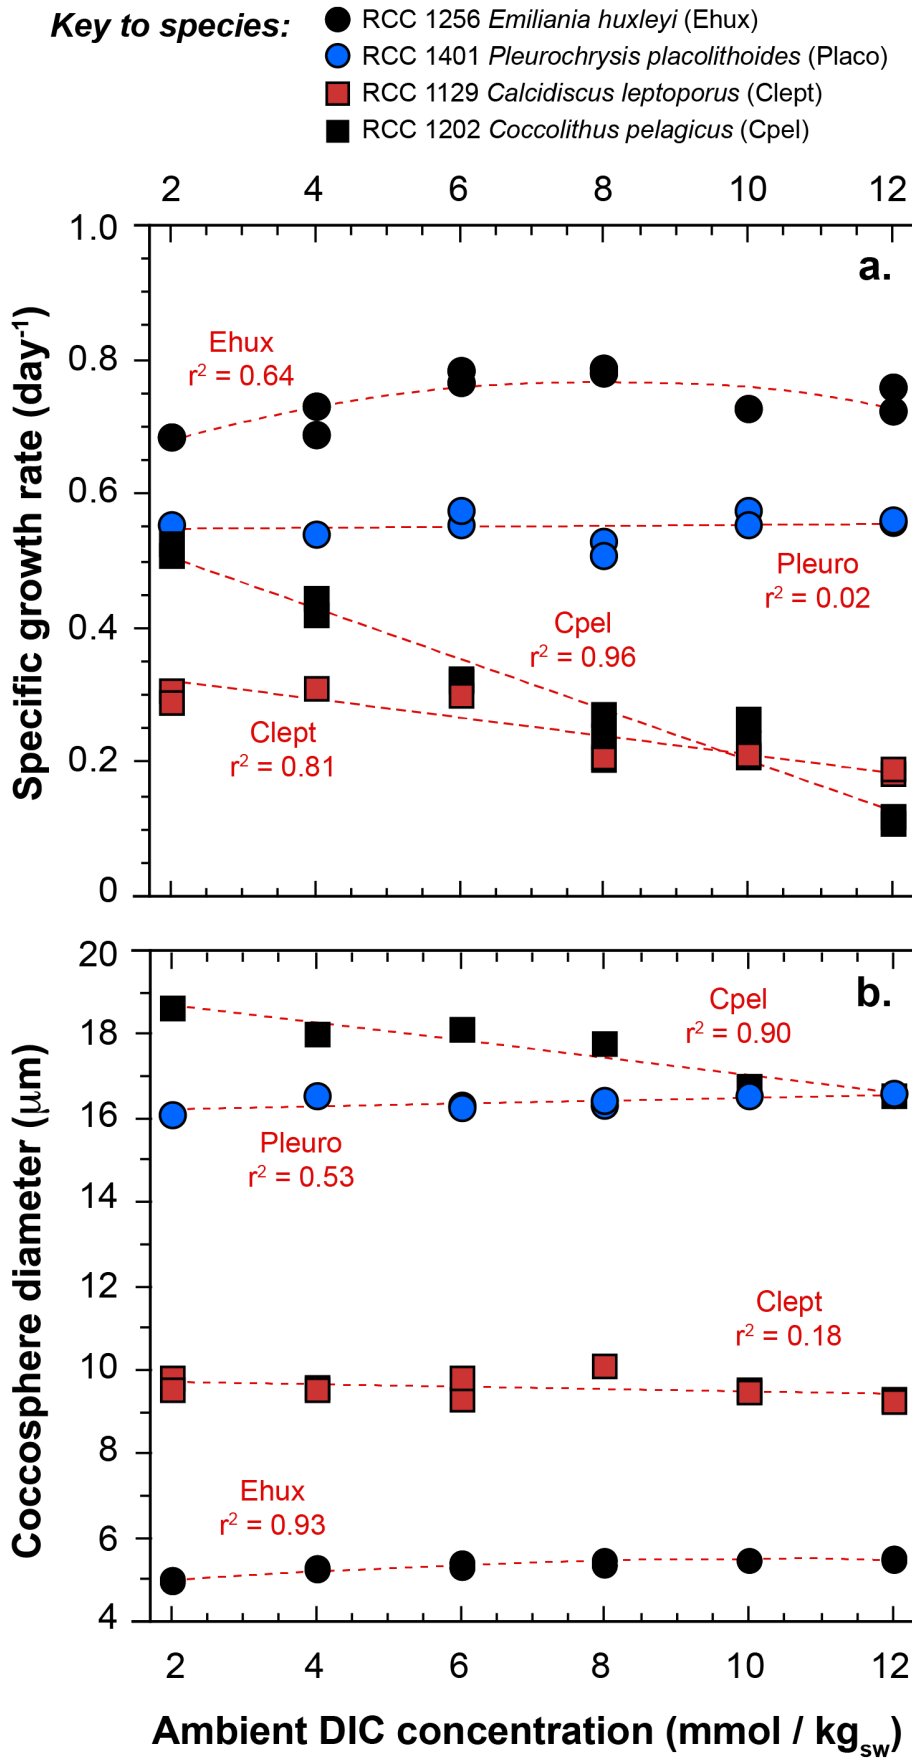 Key to species:
RCC 1256 Emiliania huxleyi (Ehux)
RCC 1401 Pleurochrysis placolithoides (Placo)
RCC 1129 Calcidiscus leptoporus (Clept)
RCC 1202 Coccolithus pelagicus (Cpel)
2 4 6 8 10 12
1.0
0.8
0.6
0.4
0.2
0
Specific growth rate (day⁻¹)
a.
Ehux
r² = 0.64
Pleuro
r² = 0.02
Cpel
r² = 0.96
Clept
r² = 0.81
20
18
16
14
12
10
8
6
4
Coccosphere diameter (μm)
b.
Cpel
r² = 0.90
Pleuro
r² = 0.53
Clept
r² = 0.18
Ehux
r² = 0.93
2 4 6 8 10 12
Ambient DIC concentration (mmol / kgsw)